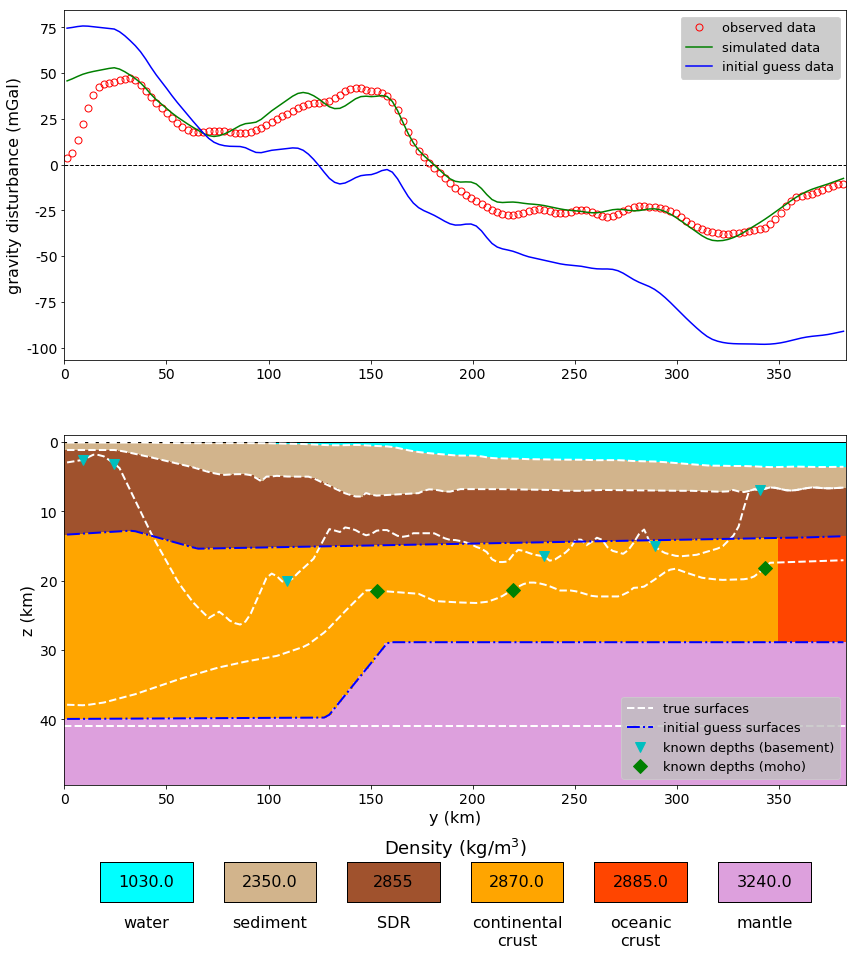 75
50
25
0
-25
-50
-75
-100
gravity disturbance (mGal)
observed data
simulated data
initial guess data
0 50 100 150 200 250 300 350
0
10
20
30
40
z (km)
true surfaces
initial guess surfaces
known depths (basement)
known depths (moho)
0 50 100 150 200 250 300 350
y (km)
Density (kg/m³)
1030.0 2350.0 2855 2870.0 2885.0 3240.0
water sediment SDR continental oceanic mantle
crust crust